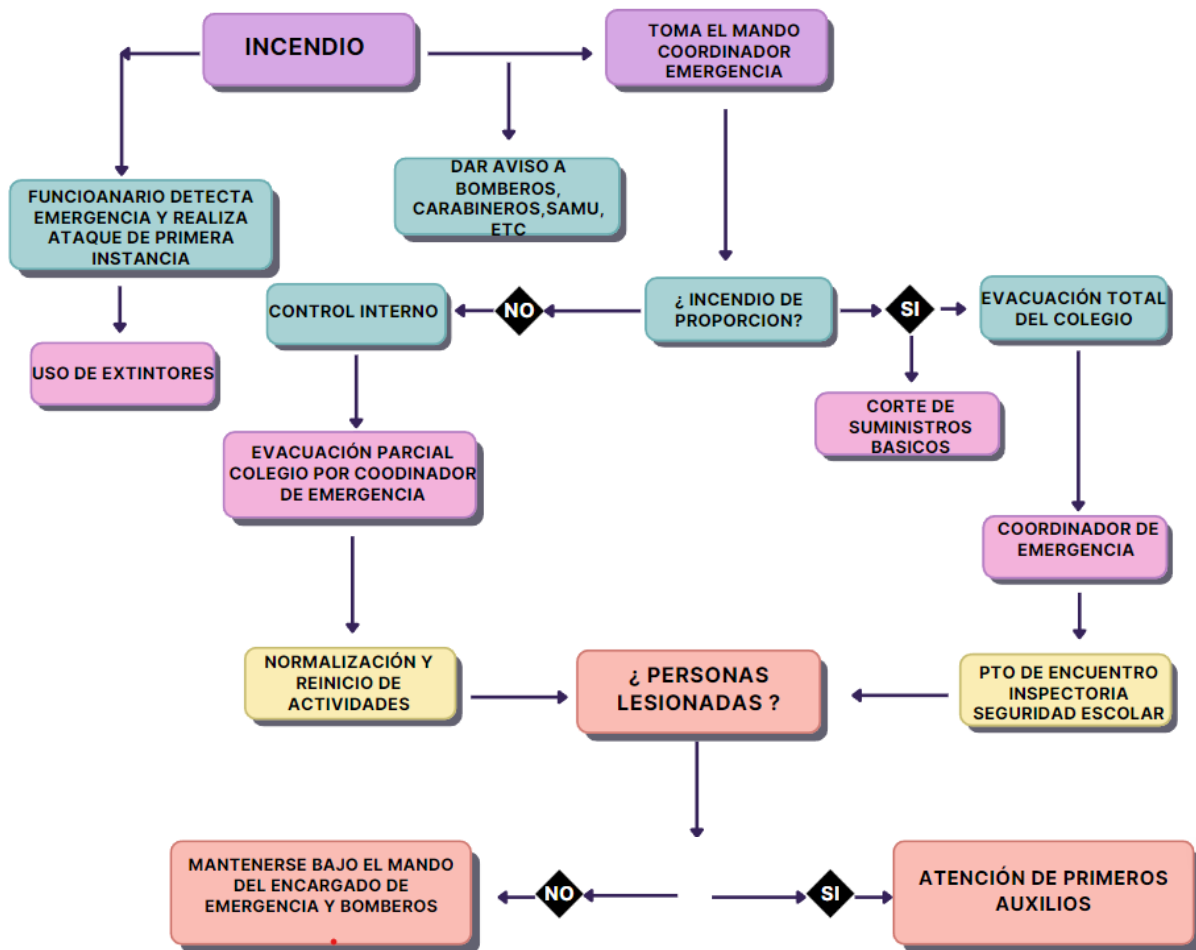 INCENDIO
TOMA EL MANDO
COORDINADOR
EMERGENCIA
DAR AVISO A
BOMBEROS,
CARABINEROS,SAMU,
ETC
FUNCIOANARIO DETECTA
EMERGENCIA Y REALIZA
ATAQUE DE PRIMERA
INSTANCIA
USO DE EXTINTORES
CONTROL INTERNO
NO
¿ INCENDIO DE
PROPORCION?
SI
EVACUACIÓN TOTAL
DEL COLEGIO
CORTE DE
SUMINISTROS
BASICOS
EVACUACIÓN PARCIAL
COLEGIO POR COODINADOR
DE EMERGENCIA
COORDINADOR DE
EMERGENCIA
NORMALIZACIÓN Y
REINICIO DE
ACTIVIDADES
¿ PERSONAS
LESIONADAS ?
PTO DE ENCUENTRO
INSPECTORIA
SEGURIDAD ESCOLAR
MANTENERSE BAJO EL MANDO
DEL ENCARGADO DE
EMERGENCIA Y BOMBEROS
NO
SI
ATENCIÓN DE PRIMEROS
AUXILIOS